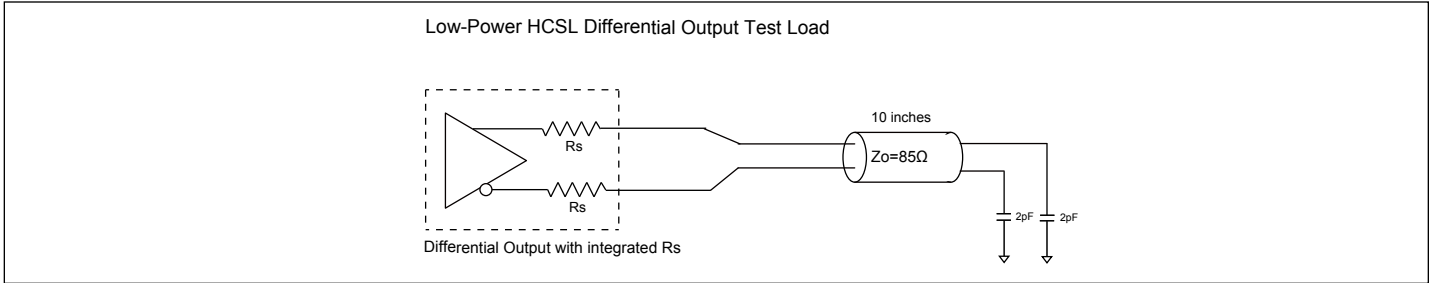 Low-Power HCSL Differential Output Test Load
10 inches
Rs
Zo=85Ω
Rs
2pF
2pF
Differential Output with integrated Rs